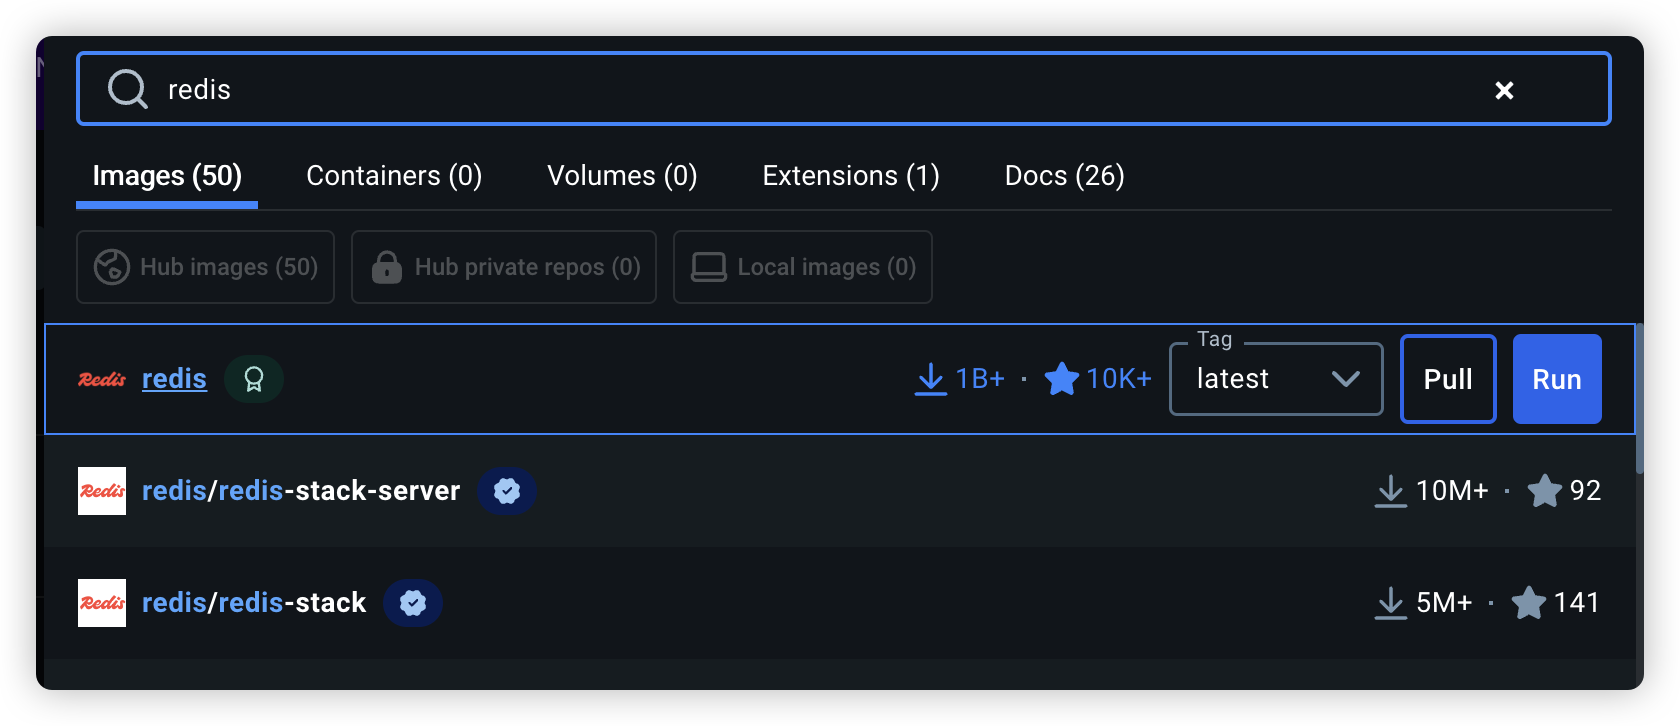 redis
Images (50) Containers (0) Volumes (0) Extensions (1) Docs (26)
Hub images (50) Hub private repos (0) Local images (0)
Redis redis 1B+ · 10K+ Tag latest Pull Run
Redis redis/redis-stack-server 10M+ · 92
Redis redis/redis-stack 5M+ · 141